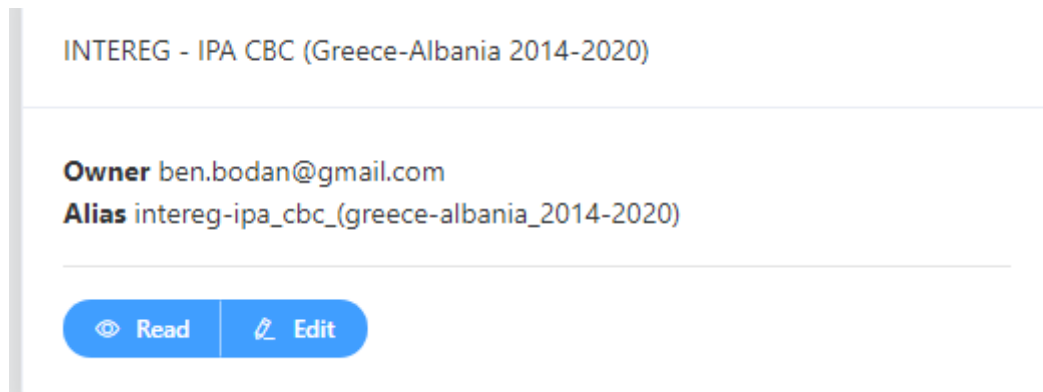 INTEREG - IPA CBC (Greece-Albania 2014-2020)
Owner ben.bodan@gmail.com
Alias intereg-ipa_cbc_(greece-albania_2014-2020)
Read Edit